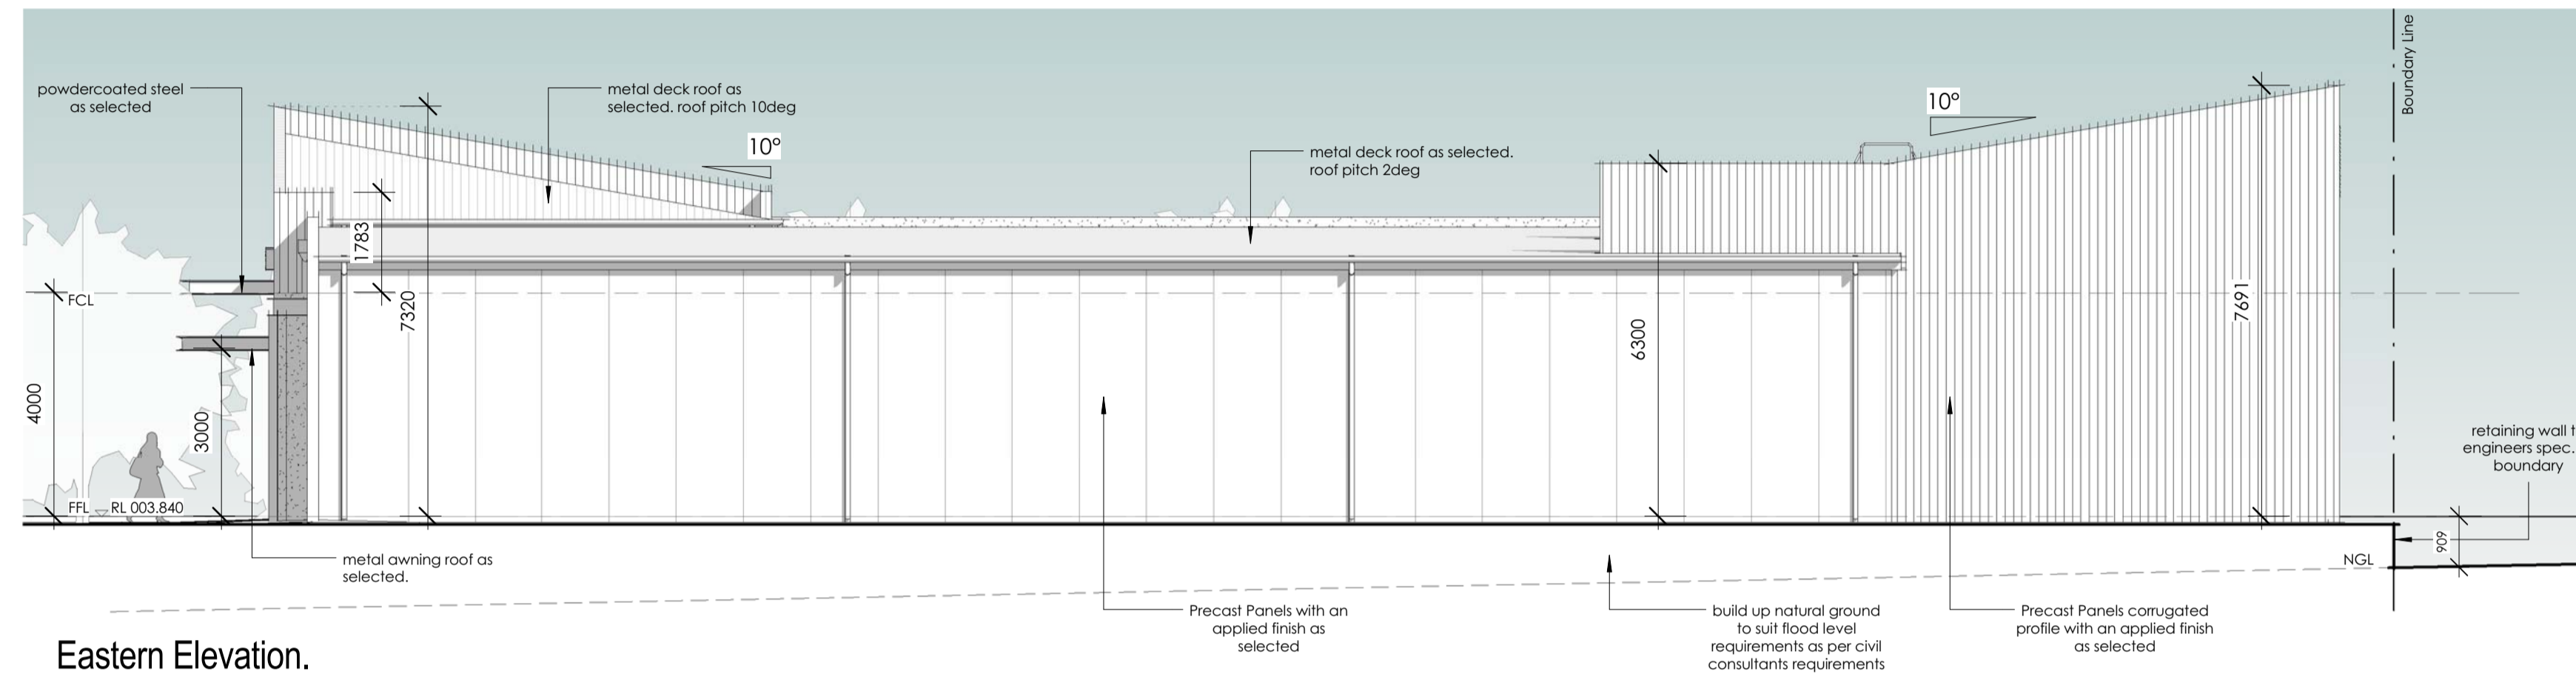 powdercoated steel
as selected
metal deck roof as
selected. roof pitch 10deg
10°
metal deck roof as selected.
roof pitch 2deg
10°
Boundary Line
1783
7320
6300
7691
FCL
4000
3000
FFL
RL 003.840
retaining wall t
engineers spec.
boundary
909
NGL
metal awning roof as
selected.
Precast Panels with an
applied finish as
selected
build up natural ground
to suit flood level
requirements as per civil
consultants requirements
Precast Panels corrugated
profile with an applied finish
as selected
Eastern Elevation.